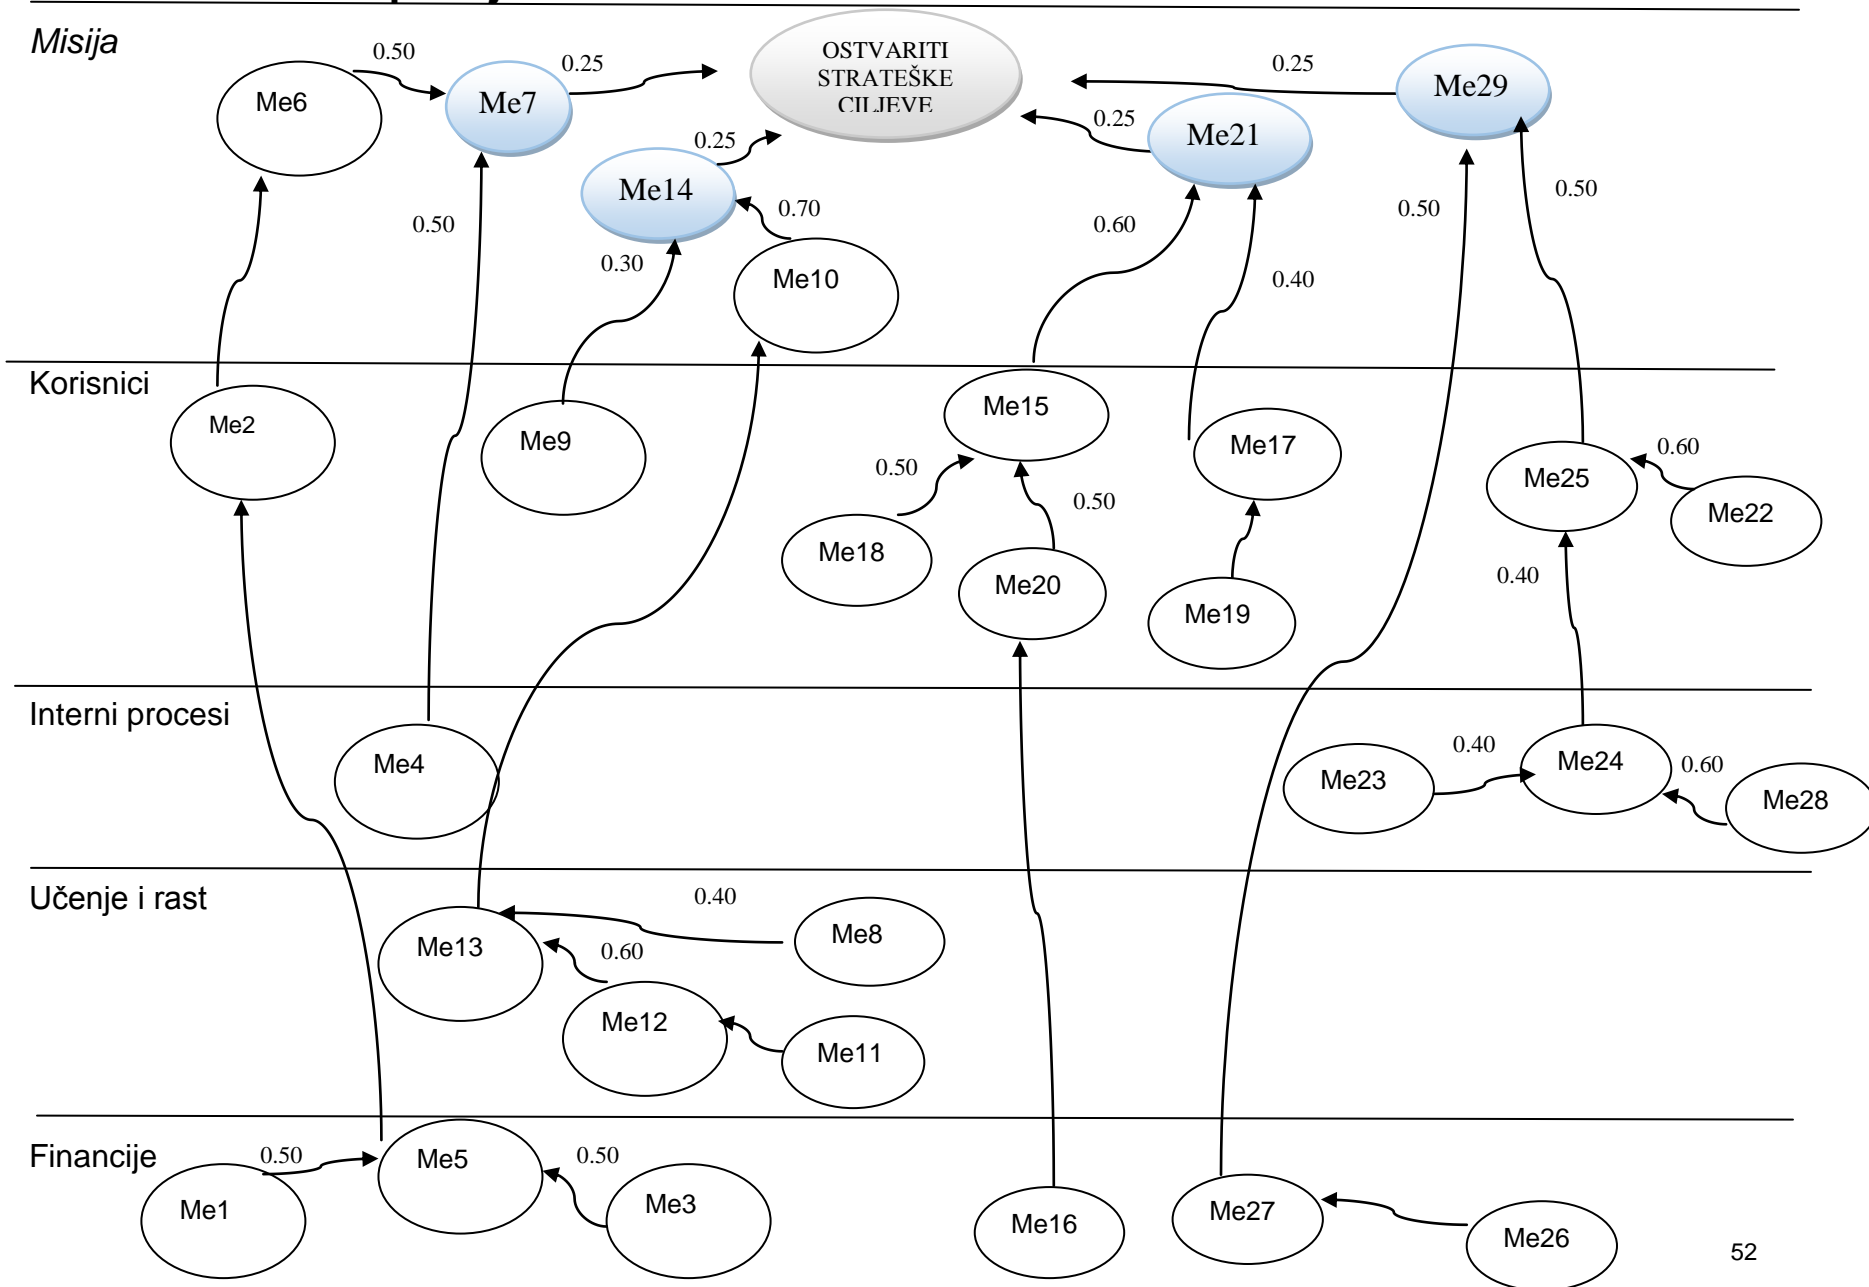 Misija
0.50
0.25
OSTVARITI
STRATEŠKE
CILJEVE
0.25
Me6
Me7
Me29
0.25
0.25
Me21
Me14
0.70
0.50
0.50
0.50
0.60
0.30
Me10
0.40
Korisnici
Me2
Me9
Me15
Me17
0.60
0.50
0.50
Me25
Me22
Me18
Me20
0.40
Me19
Interni procesi
Me4
Me23
0.40
Me24
0.60
Me28
Učenje i rast
0.40
Me13
0.60
Me8
Me12
Me11
Financije
0.50
Me5
0.50
Me1
Me3
Me16
Me27
Me26
52